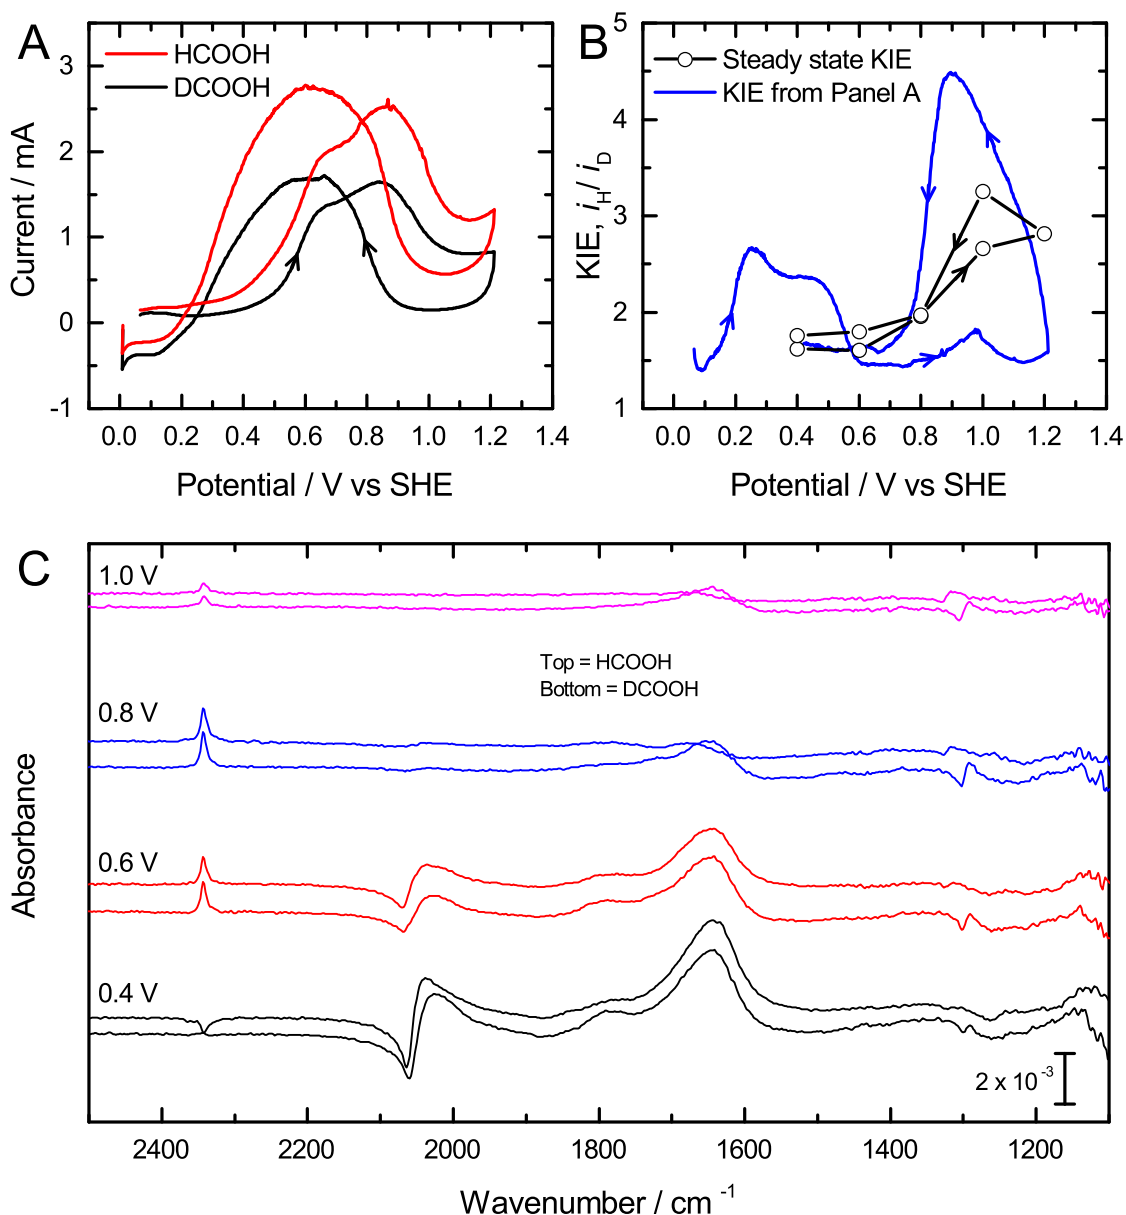 A
HCOOH
DCOOH
3
2
1
0
-1
Current / mA
0.0 0.2 0.4 0.6 0.8 1.0 1.2 1.4
Potential / V vs SHE
B
Steady state KIE
KIE from Panel A
5
4
3
2
1
KIE, i_H / i_D
0.0 0.2 0.4 0.6 0.8 1.0 1.2 1.4
Potential / V vs SHE
C
1.0 V
Top = HCOOH
Bottom = DCOOH
0.8 V
0.6 V
0.4 V
2 x 10⁻³
Absorbance
2400 2200 2000 1800 1600 1400 1200
Wavenumber / cm⁻¹